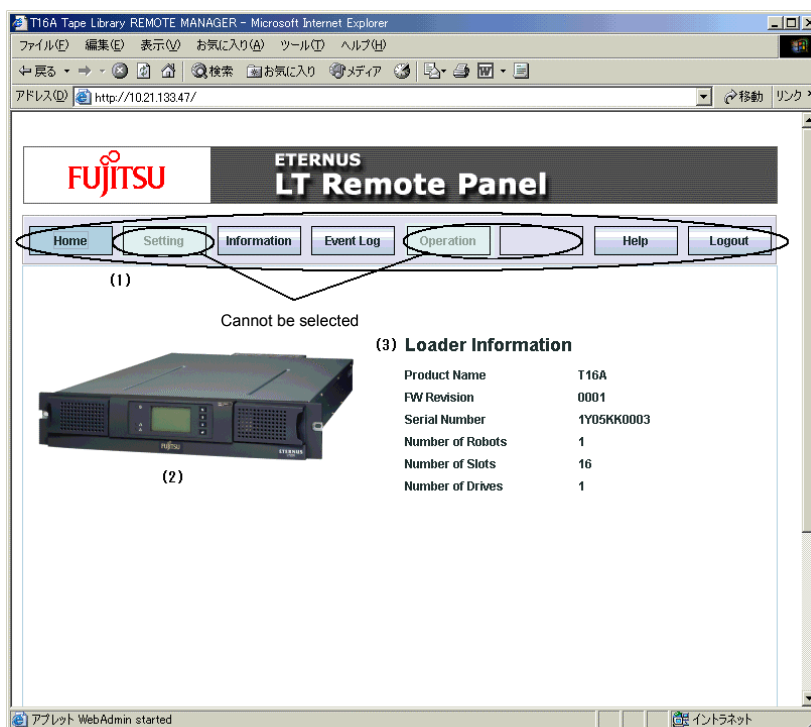 T16A Tape Library REMOTE MANAGER - Microsoft Internet Explorer
ファイル(F) 編集(E) 表示(V) お気に入り(A) ツール(T) ヘルプ(H)
戻る 検索 お気に入り メディア
アドレス(D) http://10.21.133.47/ 移動 リンク
FUJITSU
ETERNUS
LT Remote Panel
Home Setting Information Event Log Operation Help Logout
(1)
Cannot be selected
(3) Loader Information
Product Name T16A
FW Revision 0001
Serial Number 1Y05KK0003
Number of Robots 1
Number of Slots 16
Number of Drives 1
FUJITSU
ETERNUS
(2)
アプレット WebAdmin started イントラネット